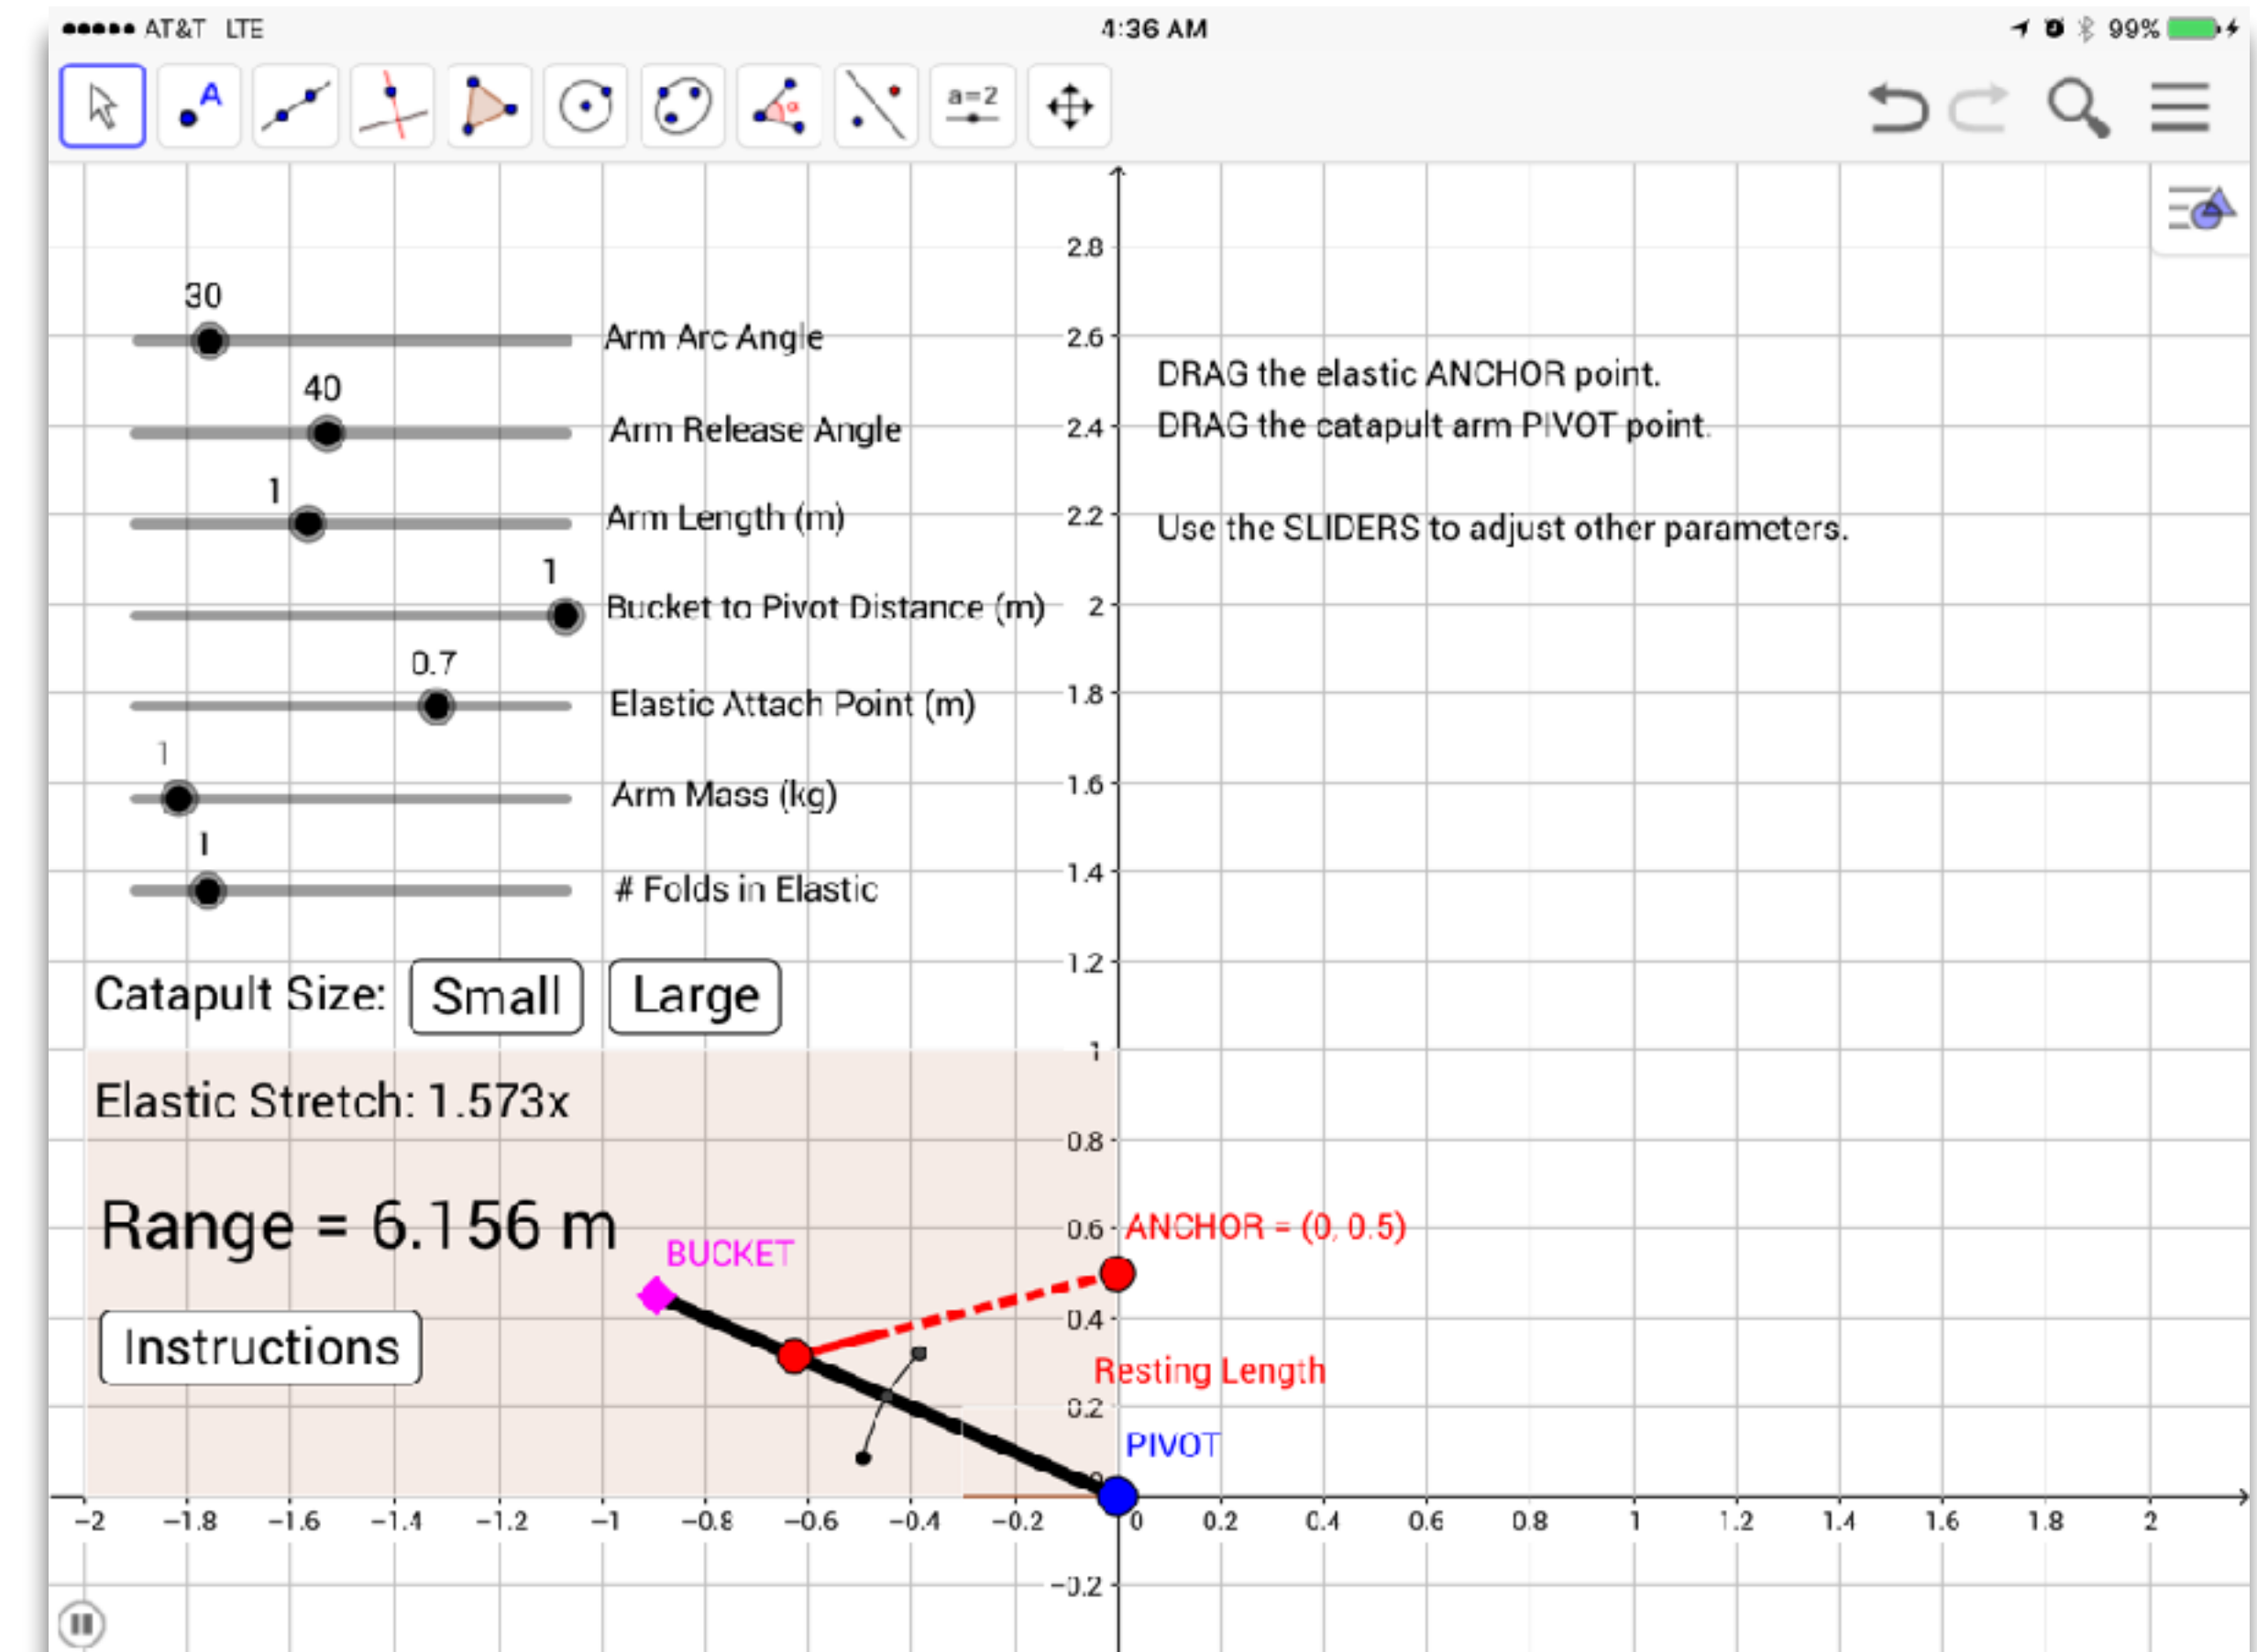 AT&T LTE 4:36 AM 99%
A α a=2
30
Arm Arc Angle
40
Arm Release Angle
1
Arm Length (m)
1
Bucket to Pivot Distance (m)
0.7
Elastic Attach Point (m)
1
Arm Mass (kg)
1
# Folds in Elastic
Catapult Size: Small Large
Elastic Stretch: 1.573x
Range = 6.156 m
Instructions
BUCKET
DRAG the elastic ANCHOR point.
DRAG the catapult arm PIVOT point.
Use the SLIDERS to adjust other parameters.
ANCHOR = (0, 0.5)
Resting Length
PIVOT
2.8
2.6
2.4
2.2
2
1.8
1.6
1.4
1.2
1
0.8
0.6
0.4
0.2
0
−2 −1.8 −1.6 −1.4 −1.2 −1 −0.8 −0.6 −0.4 −0.2 0 0.2 0.4 0.6 0.8 1 1.2 1.4 1.6 1.8 2
−0.2